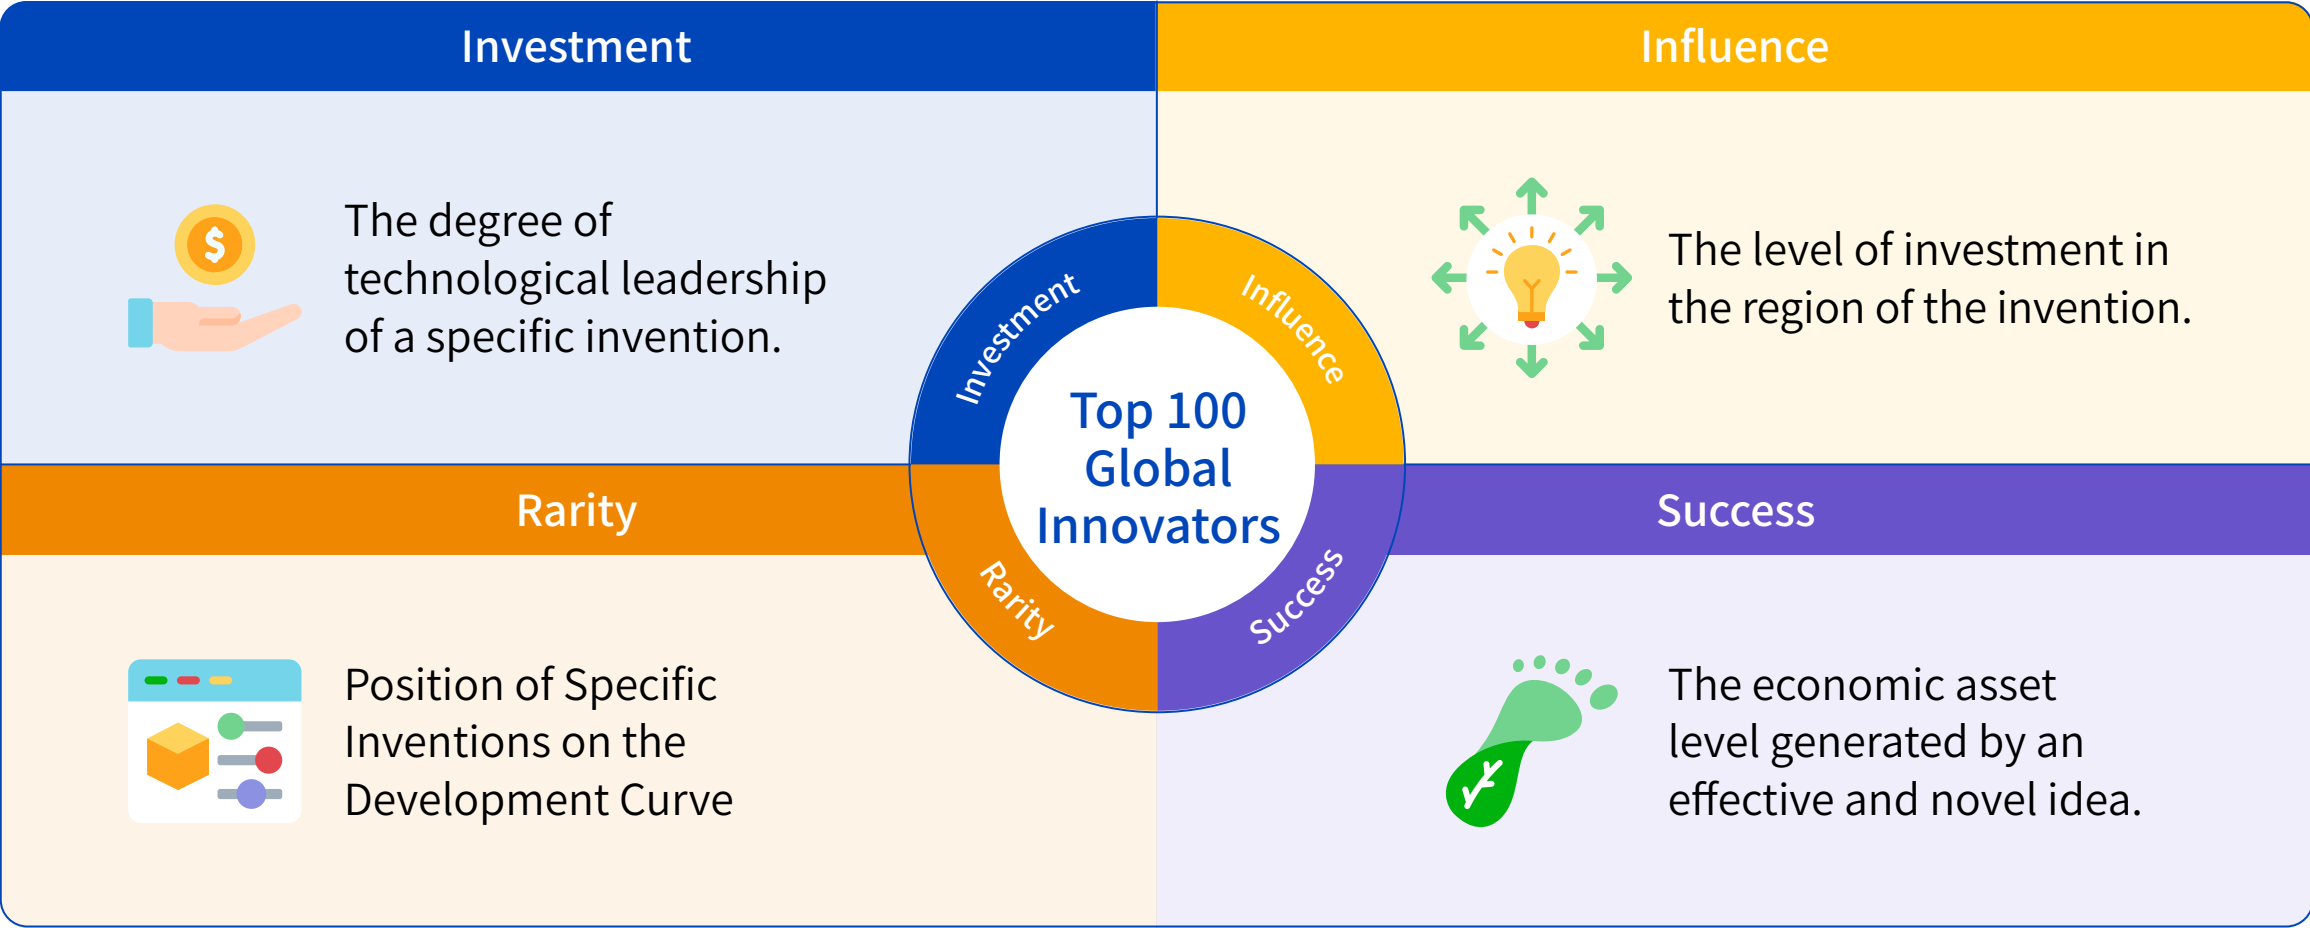 Investment
Influence
The degree of
technological leadership
of a specific invention.
The level of investment in
the region of the invention.
Investment
Influence
Top 100
Global
Innovators
Rarity
Success
Rarity
Success
Position of Specific
Inventions on the
Development Curve
The economic asset
level generated by an
effective and novel idea.
$